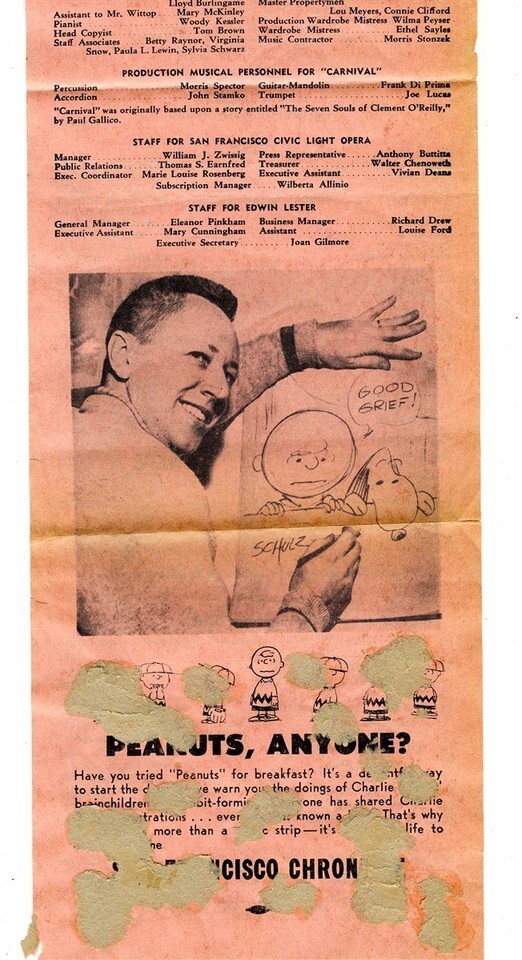 Lloyd Burlingame Master Propertymen
Assistant to Mr. Wittop . . Mary McKinley Lou Meyers, Connie Clifford
Pianist . . . . . . . . . . Woody Kessler Production Wardrobe Mistress Wilma Peyser
Head Copyist . . . . . . . . Tom Brown Wardrobe Mistress . . . . . . Ethel Sayles
Staff Associates . . Betty Raynor, Virginia Music Contractor . . . . . Morris Stonzek
Snow, Paula L. Lewin, Sylvia Schwarz
PRODUCTION MUSICAL PERSONNEL FOR "CARNIVAL"
Percussion . . . . . . . . Morris Spector Guitar-Mandolin . . . . . . Frank Di Prima
Accordion . . . . . . . . . John Stamko Trumpet . . . . . . . . . . . . Joe Lucas
"Carnival" was originally based upon a story entitled "The Seven Souls of Clement O'Reilly,"
by Paul Gallico.
STAFF FOR SAN FRANCISCO CIVIC LIGHT OPERA
Manager . . . . . . . . William J. Zwissig Press Representative . . . . Anthony Buttitta
Public Relations . . . . Thomas S. Earnfred Treasurer . . . . . . . . Walter Chenoweth
Exec. Coordinator Marie Louise Rosenberg Executive Assistant . . . . . Vivian Deans
Subscription Manager . . . . Wilberta Allinio
STAFF FOR EDWIN LESTER
General Manager . . . . . Eleanor Pinkham Business Manager . . . . . . . . Richard Drew
Executive Assistant . . . . Mary Cunningham Assistant . . . . . . . . . . . . Louise Ford
Executive Secretary . . . . . . Joan Gilmore
GOOD
GRIEF!
SCHULZ
PEANUTS, ANYONE?
Have you tried "Peanuts" for breakfast? It's a way
to start the we warn you the doings of Charlie
brainchildren one has shared Charlie
. . . known a That's why
more than a strip—it's life to
CISCO CHRON